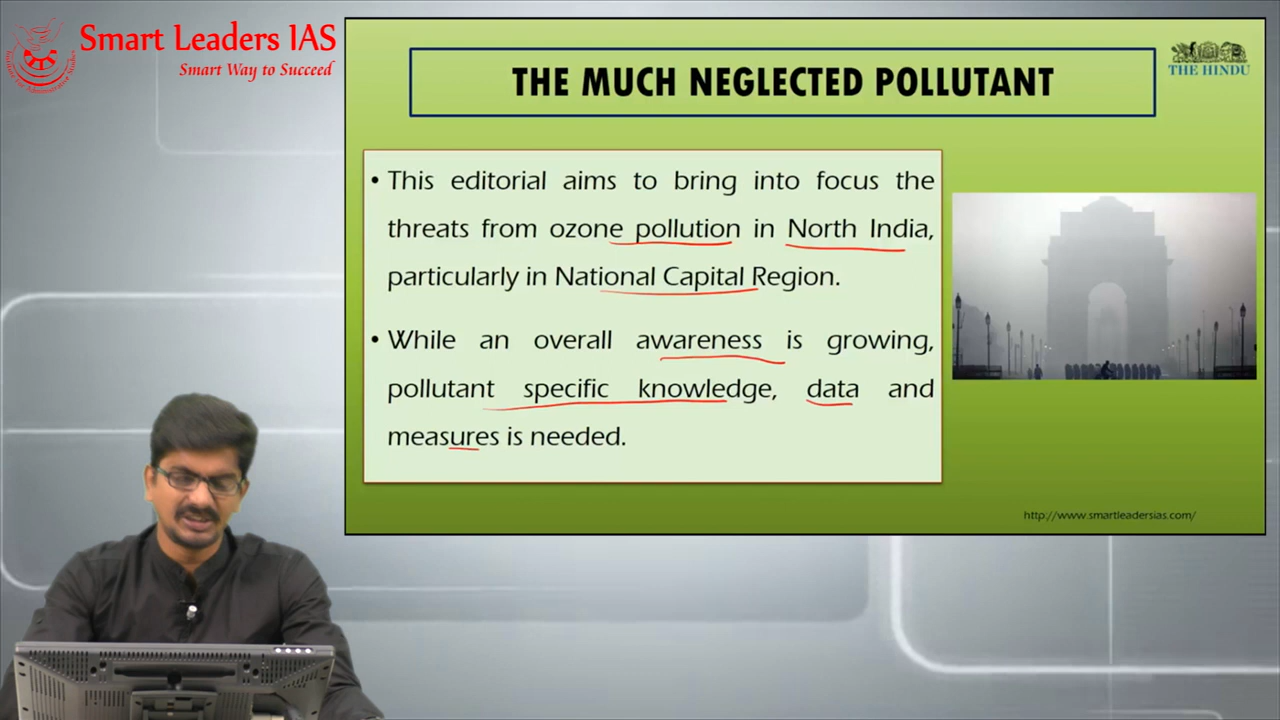 Smart Leaders IAS
Smart Way to Succeed
THE MUCH NEGLECTED POLLUTANT
THE HINDU
• This editorial aims to bring into focus the
threats from ozone pollution in North India,
particularly in National Capital Region.
• While an overall awareness is growing,
pollutant specific knowledge, data and
measures is needed.
http://www.smartleadersias.com/